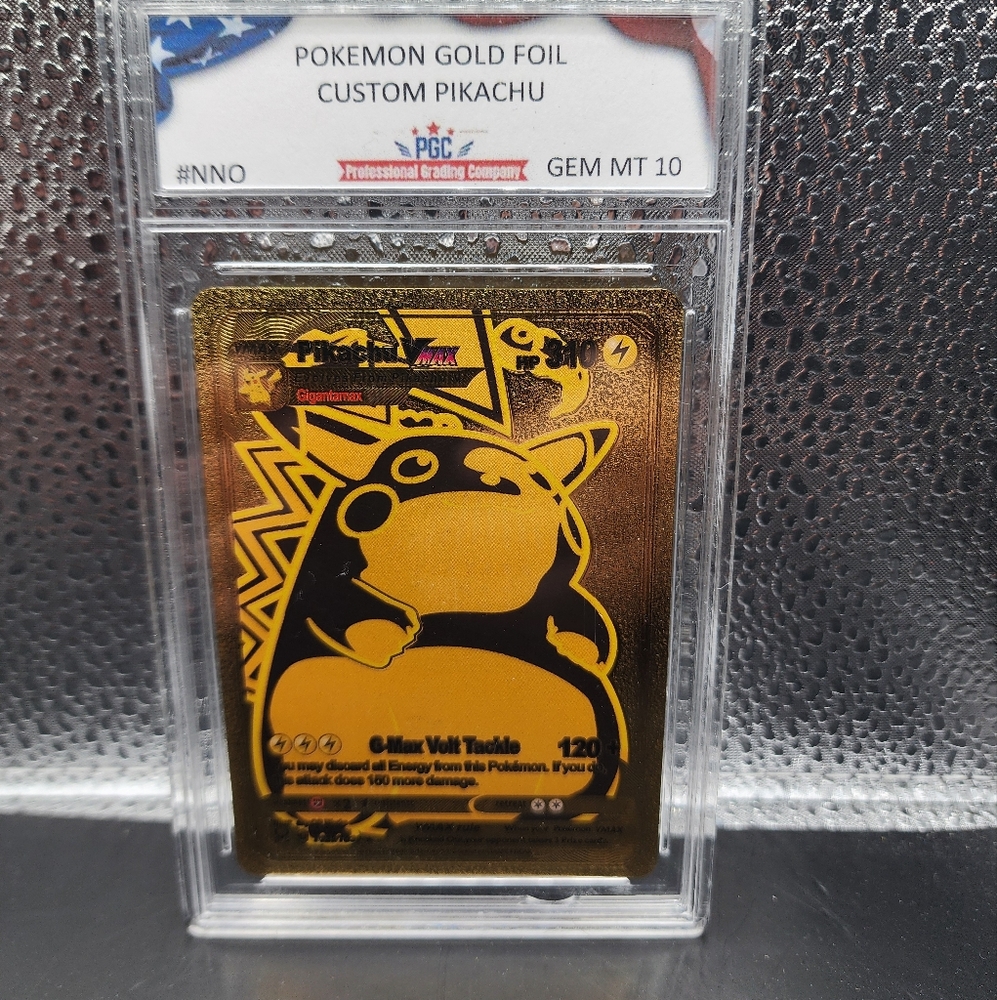 POKEMON GOLD FOIL
CUSTOM PIKACHU
PGC
Professional Grading Company
#NNO
GEM MT 10
VMAX
Pikachu VMAX
HP 310
Gigantamax
G-Max Volt Tackle 120+
You may discard all Energy from this Pokémon. If you do,
this attack does 160 more damage.